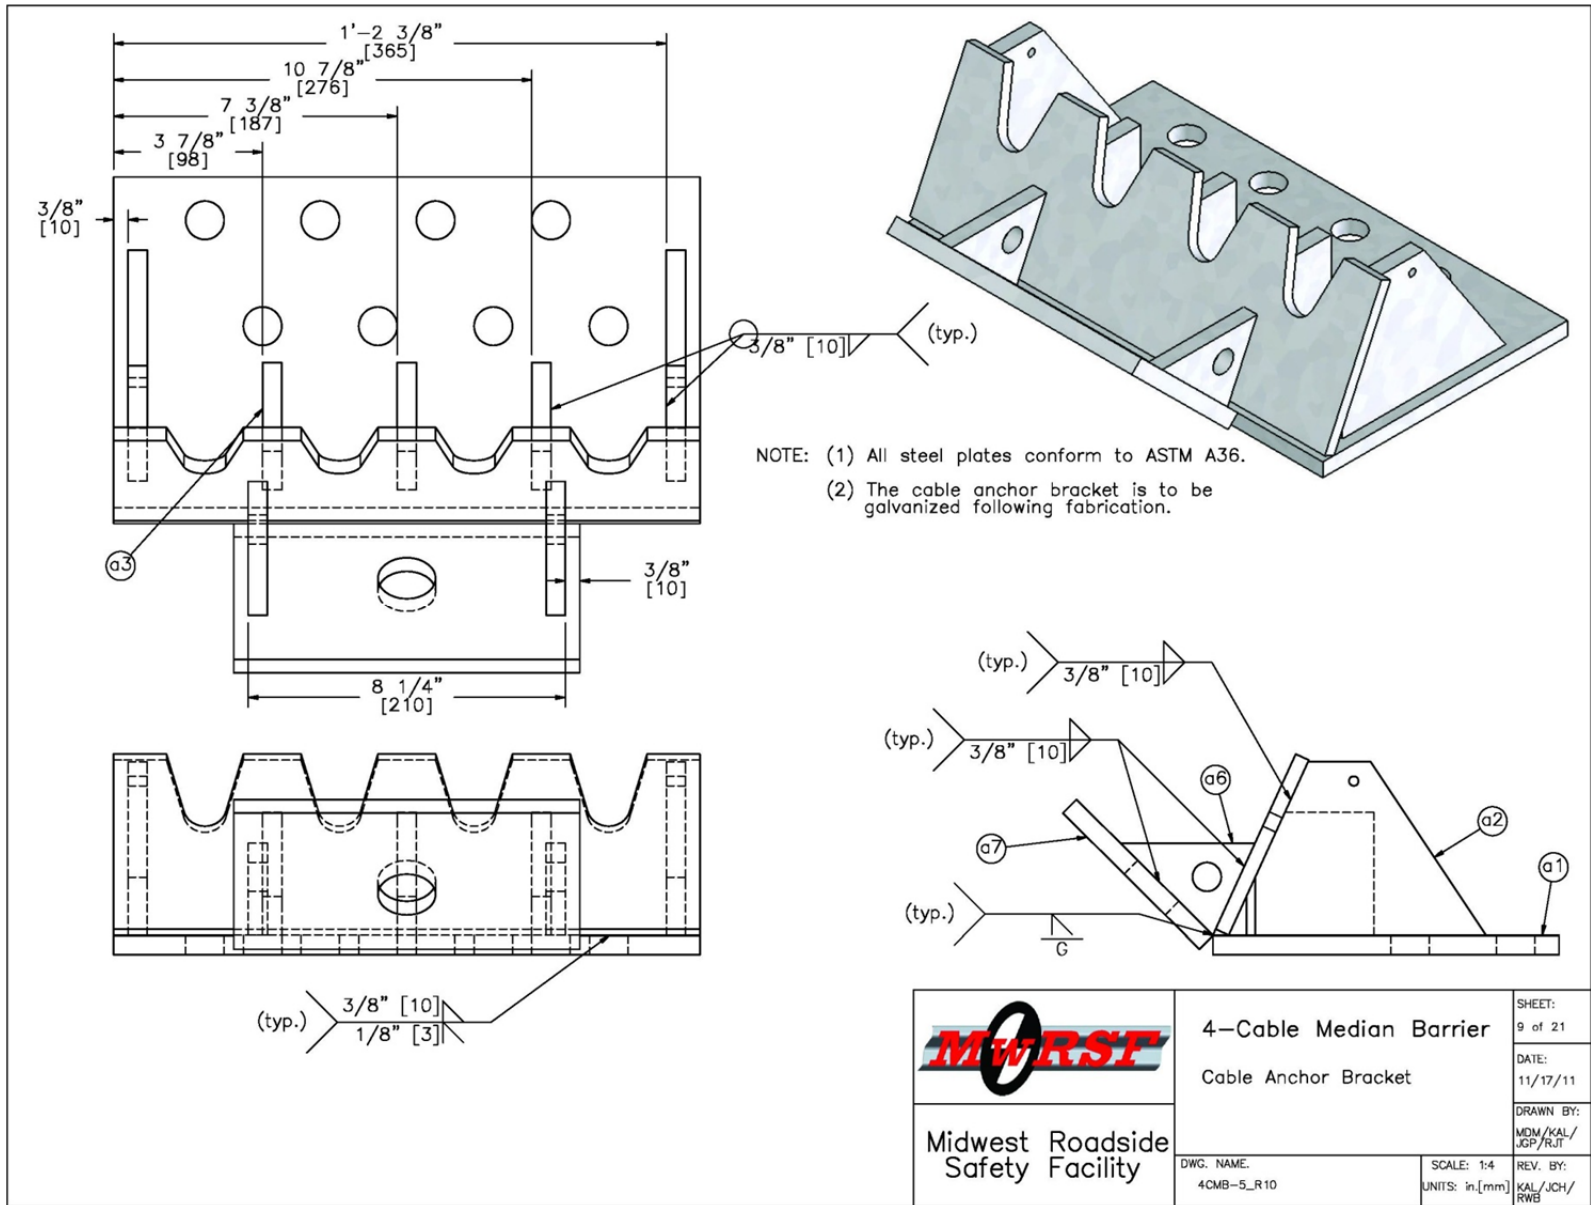 1'-2 3/8"
[365]
10 7/8"
[276]
7 3/8"
[187]
3 7/8"
[98]
3/8"
[10]
3/8" [10]
(typ.)
NOTE: (1) All steel plates conform to ASTM A36.
(2) The cable anchor bracket is to be
galvanized following fabrication.
a3
3/8"
[10]
8 1/4"
[210]
(typ.)
3/8" [10]
(typ.)
3/8" [10]
a6
a7
a2
a1
(typ.)
G
(typ.)
3/8" [10]
1/8" [3]
MwRSF
Midwest Roadside
Safety Facility
4-Cable Median Barrier
Cable Anchor Bracket
SHEET:
9 of 21
DATE:
11/17/11
DRAWN BY:
MDM/KAL/
JGP/RJT
DWG. NAME.
4CMB-5_R10
SCALE: 1:4
UNITS: in.[mm]
REV. BY:
KAL/JCH/
RWB